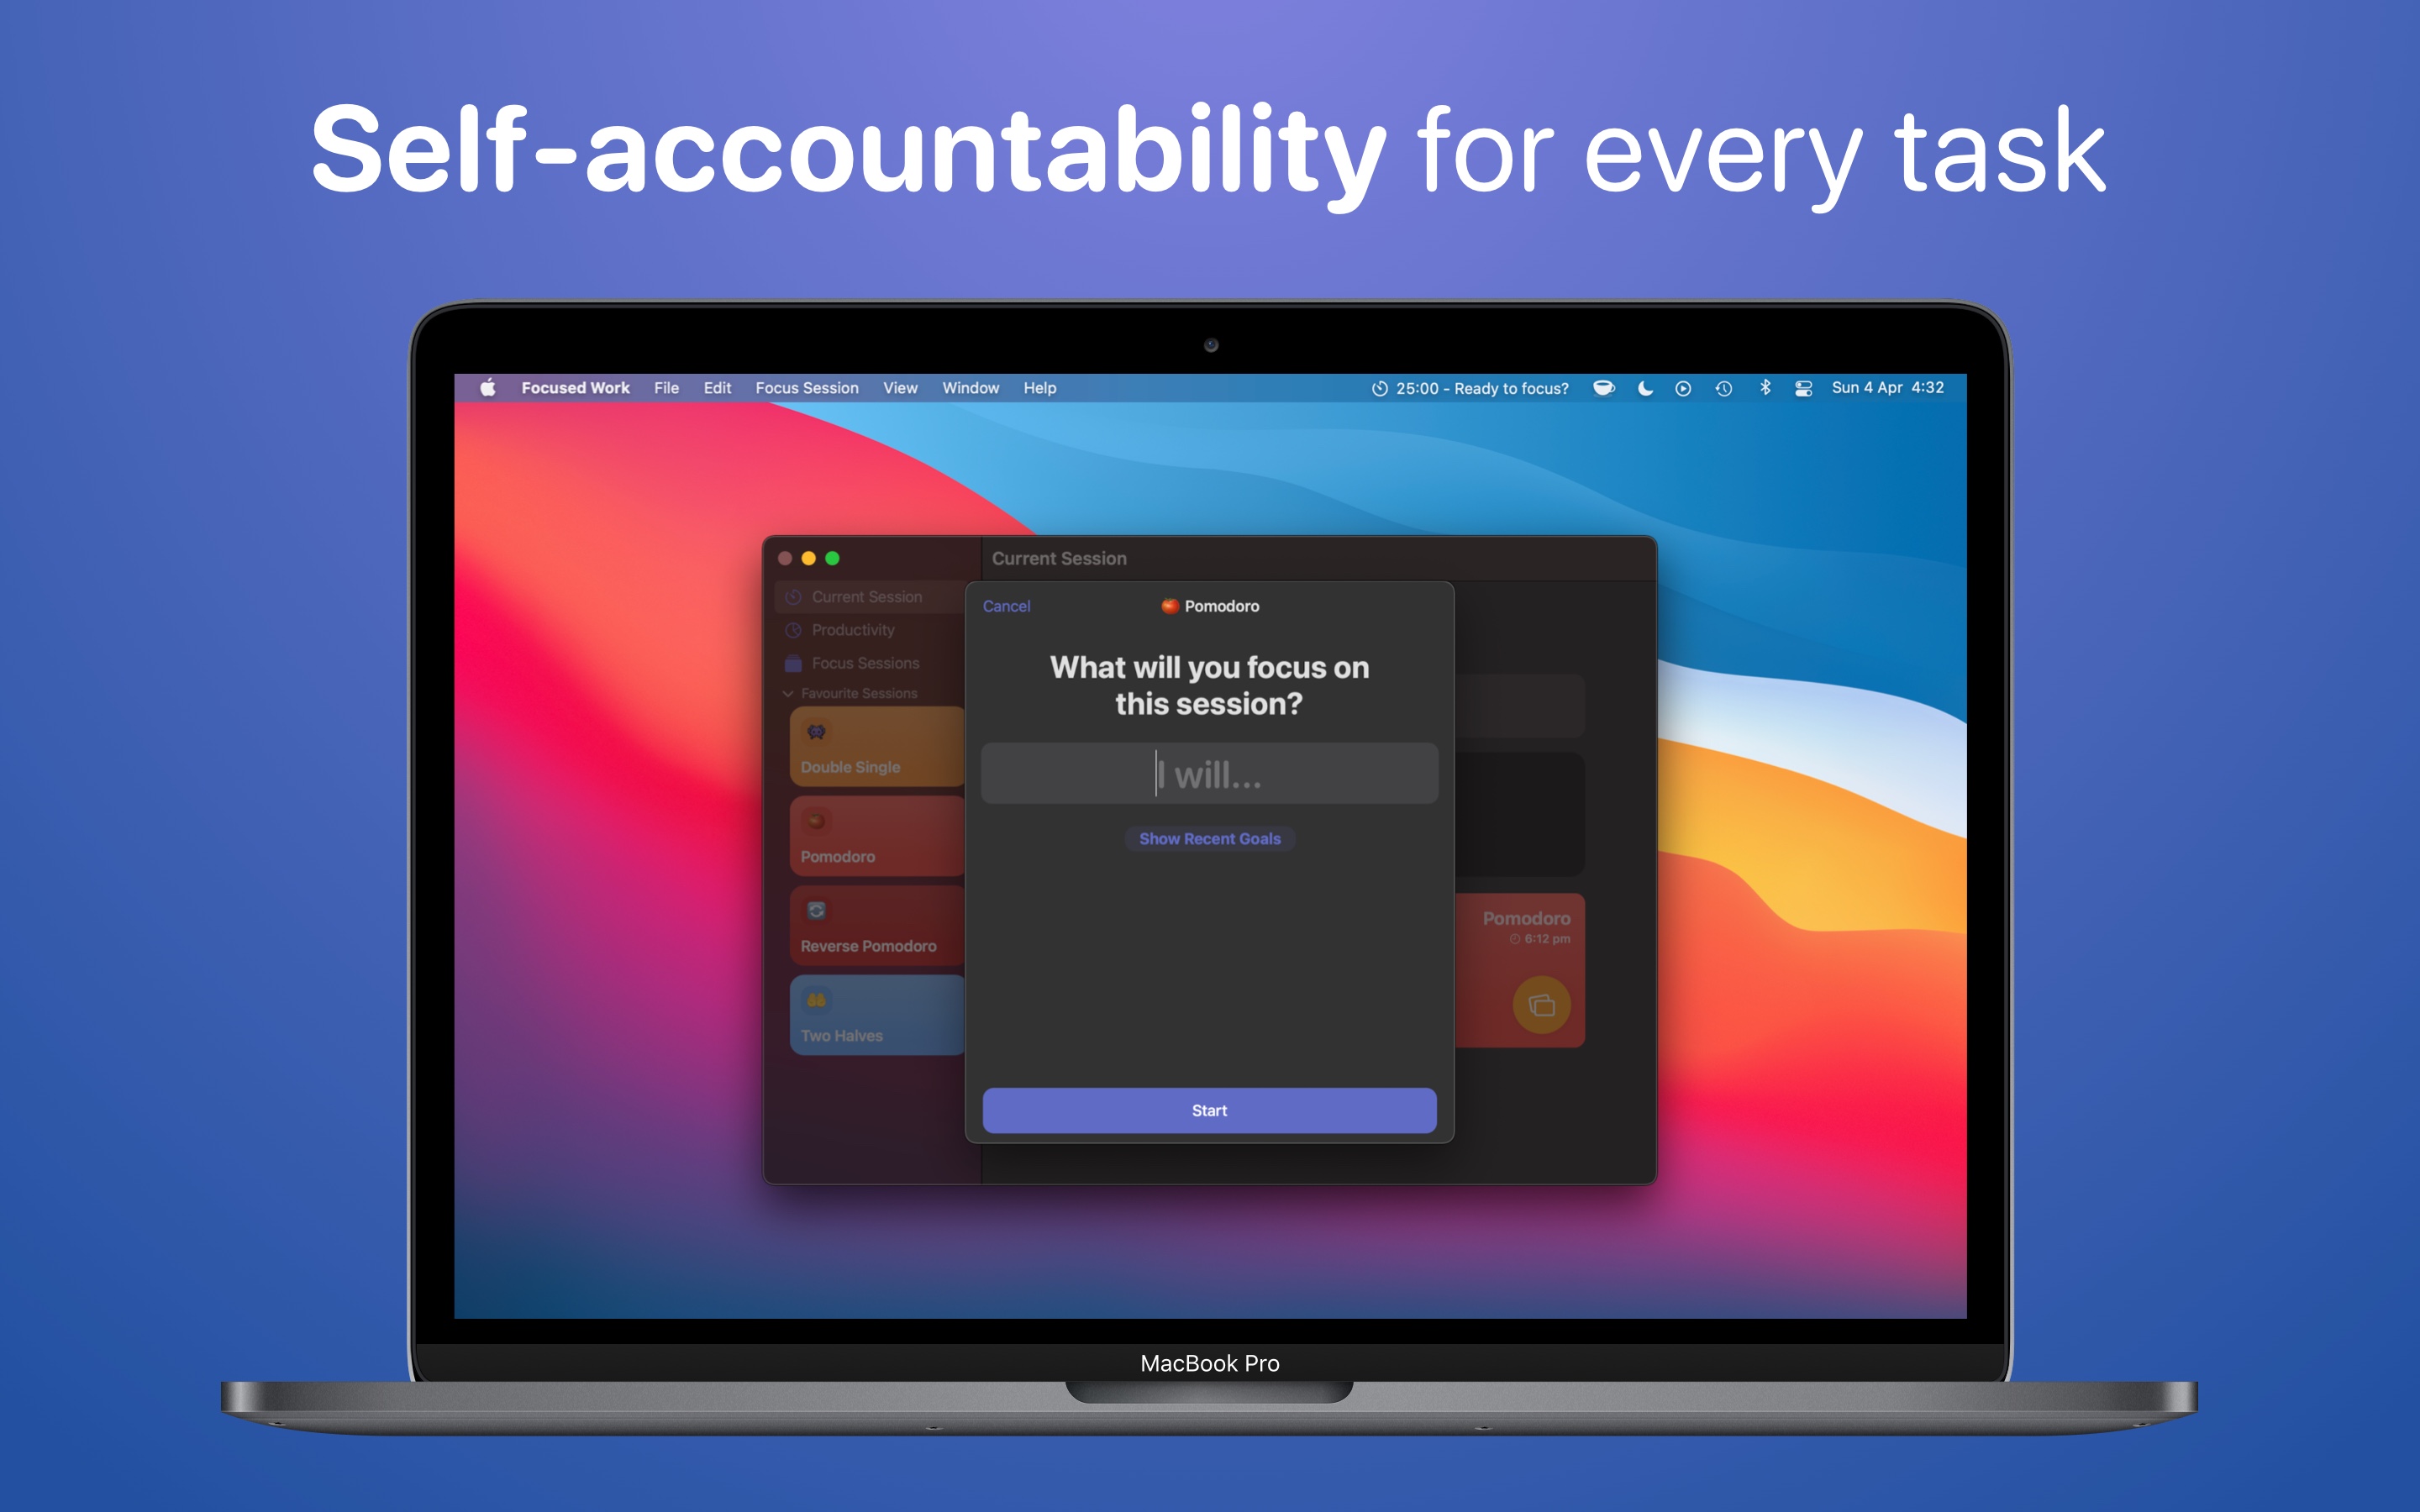 Self-accountability for every task
Focused Work File Edit Focus Session View Window Help 25:00 - Ready to focus? Sun 4 Apr 4:32
Current Session
Current Session
Productivity
Focus Sessions
Favourite Sessions
Double Single
Pomodoro
Reverse Pomodoro
Two Halves
Cancel
Pomodoro
What will you focus on
this session?
I will...
Show Recent Goals
Start
Pomodoro
6:12 pm
MacBook Pro